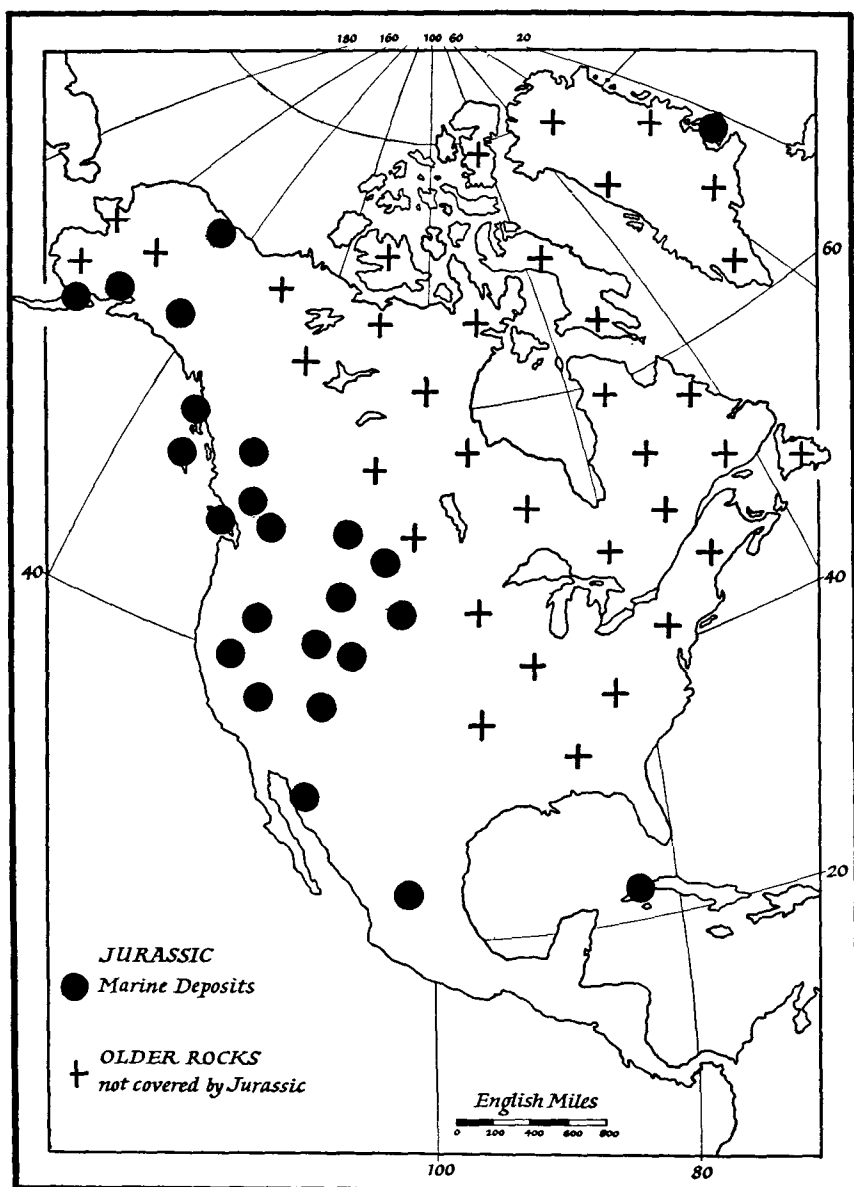 180 160 100 60 20
60
40 40
20
JURASSIC
Marine Deposits
OLDER ROCKS
not covered by Jurassic
English Miles
0 200 400 600 800
100 80